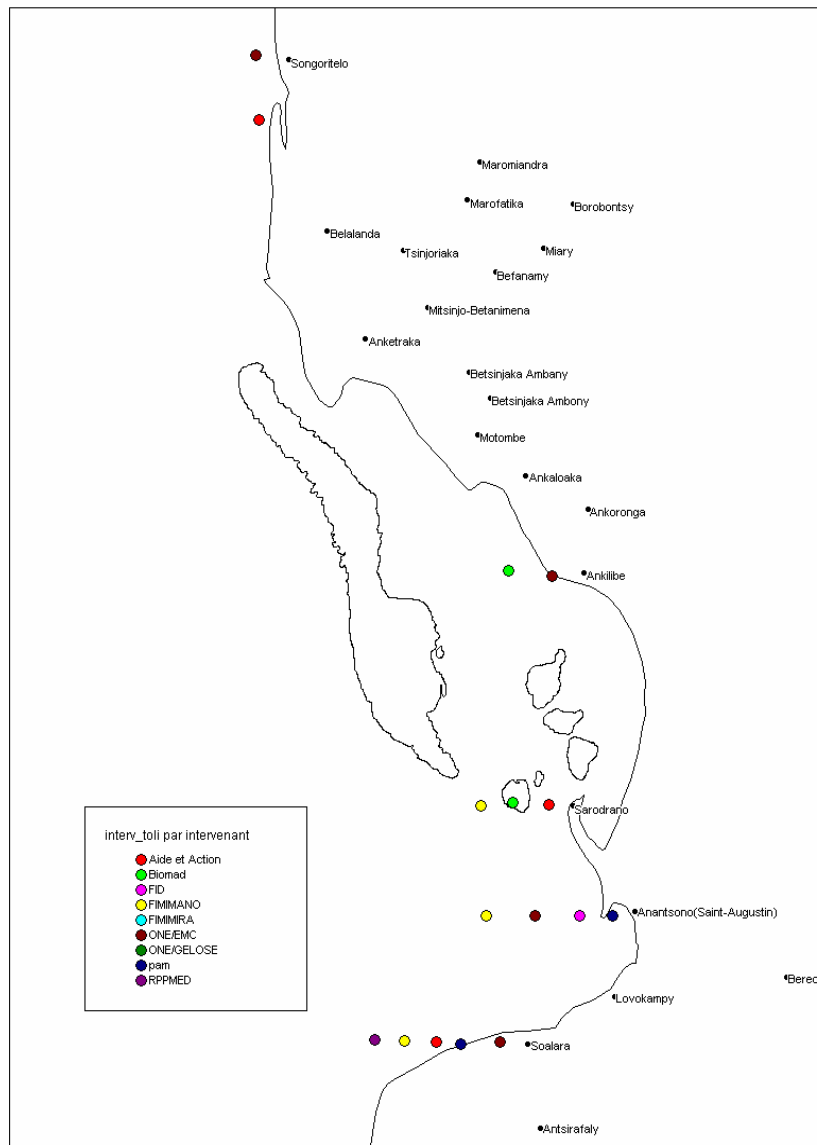 Songoritelo
Maromiandra
Marofatika
Borobontsy
Belalanda
Tsinjoriaka
Miary
Befanamy
Mitsinjo-Betanimena
Anketraka
Betsinjaka Ambany
Betsinjaka Ambony
Motombe
Ankaloaka
Ankoronga
Ankilibe
Sarodrano
interv_toli par intervenant
Aide et Action
Biomad
FID
FIMIMANO
FIMIMIRA
ONE/EMC
ONE/GELOSE
pam
RPPMED
Anantsono(Saint-Augustin)
Lovokampy
Soalara
Antsirafaly